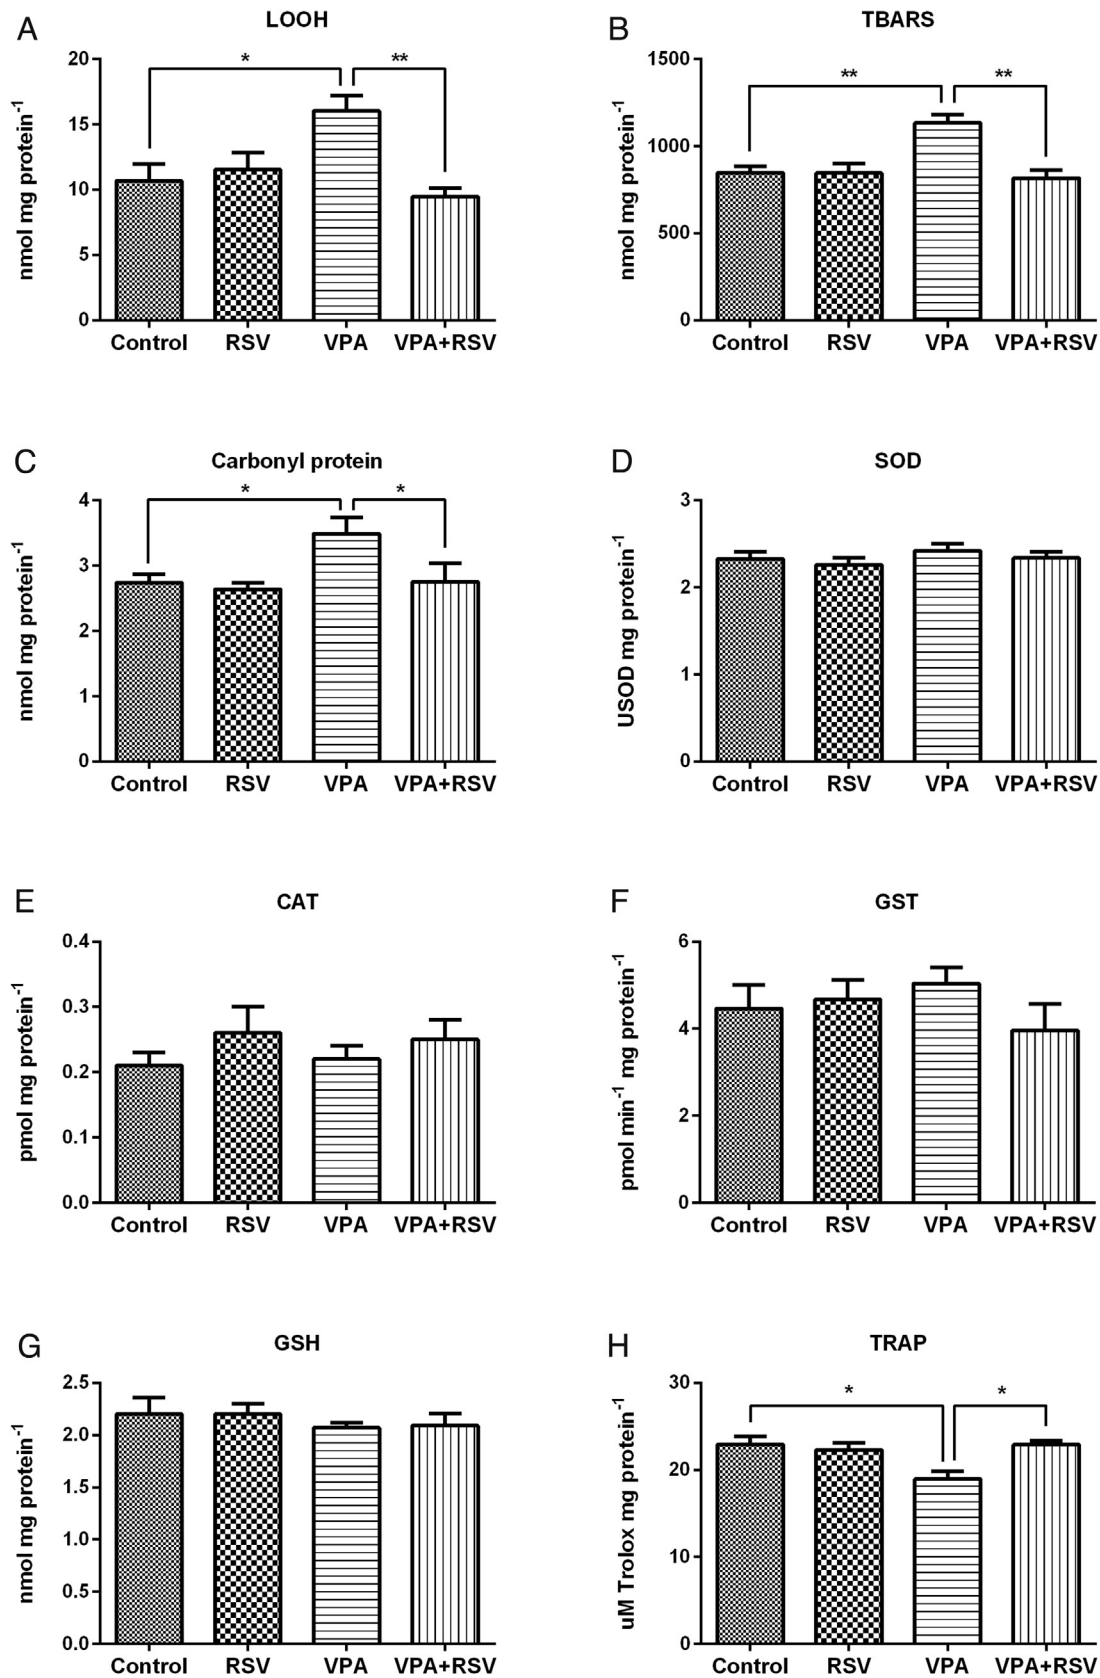 A
LOOH
nmol mg protein-1
20
15
10
5
0
*
**
Control RSV VPA VPA+RSV
B
TBARS
nmol mg protein-1
1500
1000
500
0
**
**
Control RSV VPA VPA+RSV
C
Carbonyl protein
nmol mg protein-1
4
3
2
1
0
*
*
Control RSV VPA VPA+RSV
D
SOD
USOD mg protein-1
3
2
1
0
Control RSV VPA VPA+RSV
E
CAT
pmol mg protein-1
0.4
0.3
0.2
0.1
0.0
Control RSV VPA VPA+RSV
F
GST
pmol min-1 mg protein-1
6
4
2
0
Control RSV VPA VPA+RSV
G
GSH
nmol mg protein-1
2.5
2.0
1.5
1.0
0.5
0.0
Control RSV VPA VPA+RSV
H
TRAP
uM Trolox mg protein-1
30
20
10
0
*
*
Control RSV VPA VPA+RSV